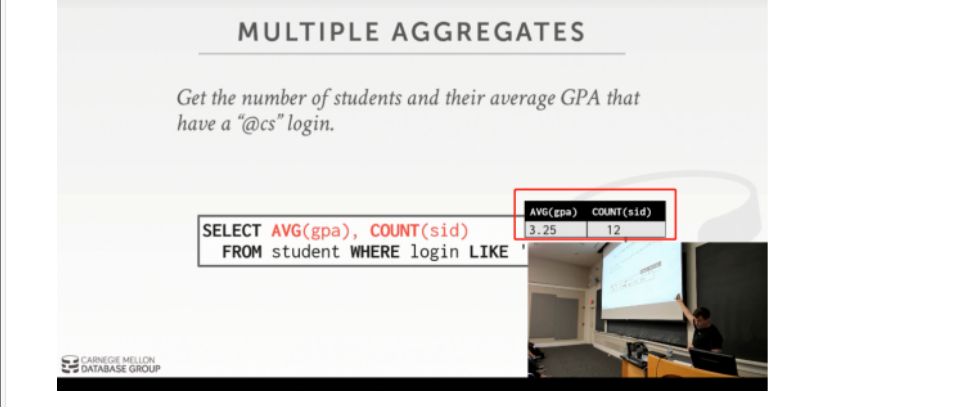 MULTIPLE AGGREGATES
Get the number of students and their average GPA that
have a “@cs” login.
AVG(gpa) COUNT(sid)
3.25 12
SELECT AVG(gpa), COUNT(sid)
FROM student WHERE login LIKE '
CARNEGIE MELLON
DATABASE GROUP